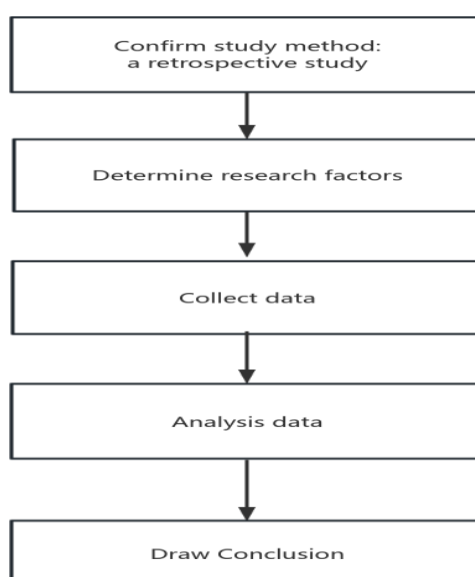 Confirm study method:
a retrospective study
Determine research factors
Collect data
Analysis data
Draw Conclusion